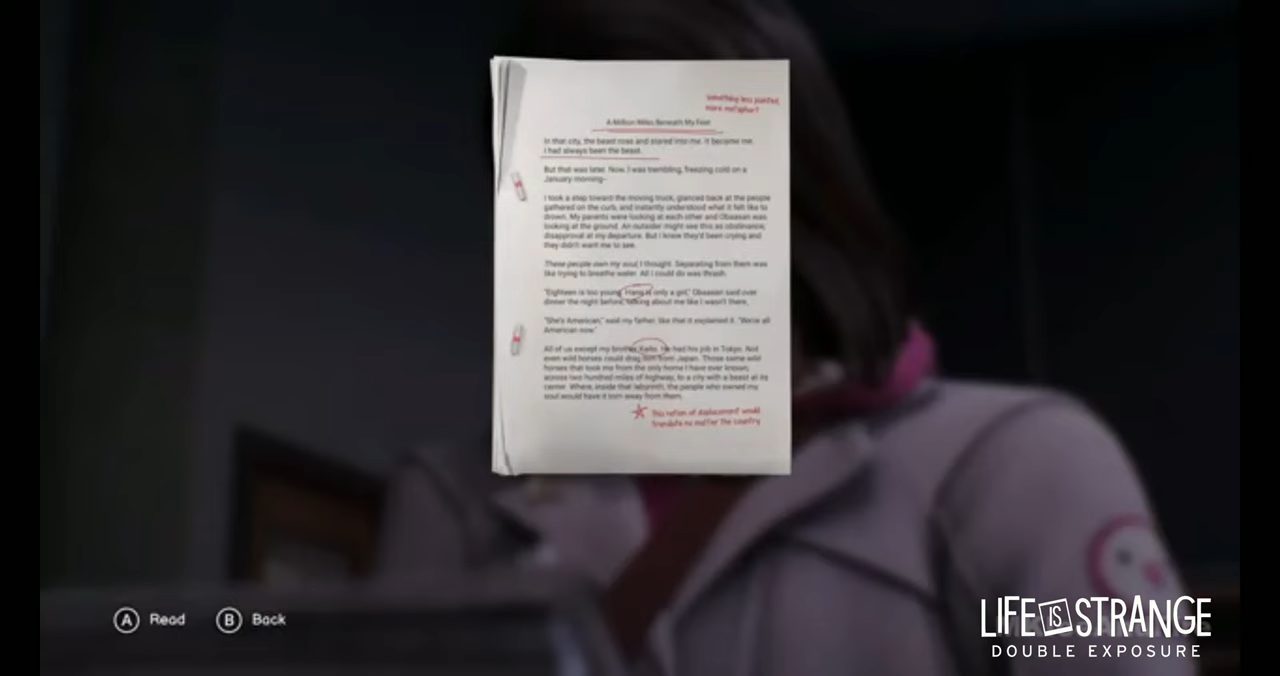 something less pointed,
more metaphor?
A Million Miles Beneath My Feet
In that city, the beast rose and stared into me. It became me.
I had always been the beast.
But that was later. Now, I was trembling, freezing cold on a
January morning-
I took a step toward the moving truck, glanced back at the people
gathered on the curb, and instantly understood what it felt like to
drown. My parents were looking at each other and Obaasan was
looking at the ground. An outsider might see this as obstinance,
disapproval at my departure. But I knew they'd been crying and
they didn't want me to see.
These people own my soul, I thought. Separating from them was
like trying to breathe water. All I could do was thrash.
"Eighteen is too young. Hana is only a girl," Obaasan said over
dinner the night before, talking about me like I wasn't there.
"She's American," said my father, like that it explained it. "We're all
American now."
All of us except my brother Keito. He had his job in Tokyo. Not
even wild horses could drag him from Japan. Those same wild
horses that took me from the only home I have ever known,
across two hundred miles of highway, to a city with a beast at its
center. Where, inside that labyrinth, the people who owned my
soul would have it torn away from them.
This notion of displacement would
translate no matter the country
A Read B Back
LIFE IS STRANGE
DOUBLE EXPOSURE